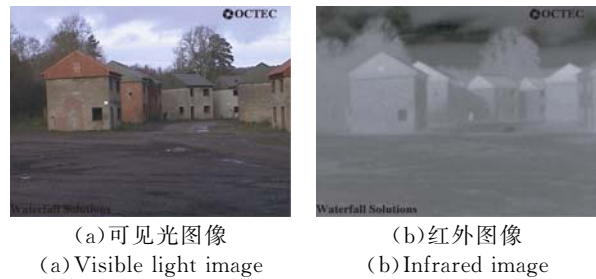 OCTEC
Waterfall Solutions
OCTEC
Waterfall Solutions
(a)可见光图像
(a)Visible light image
(b)红外图像
(b)Infrared image